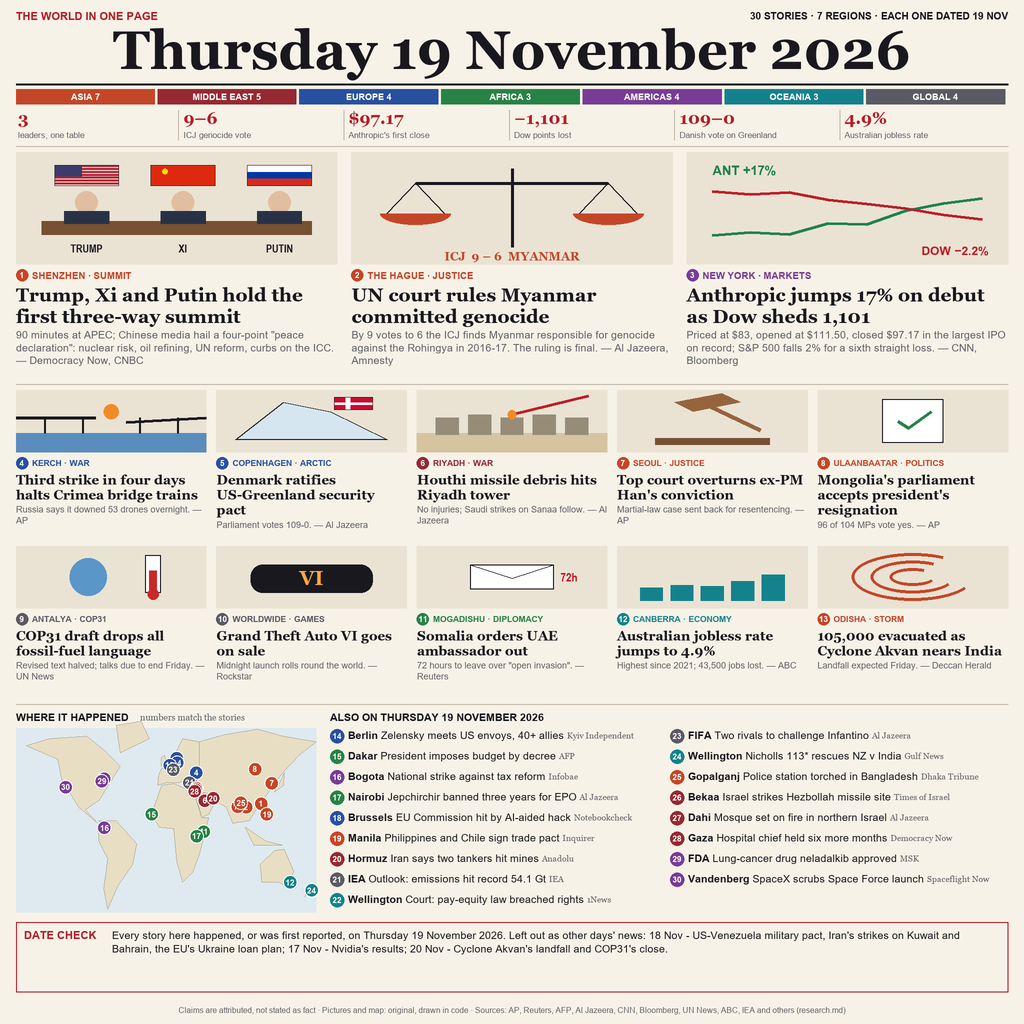 THE WORLD IN ONE PAGE
30 STORIES · 7 REGIONS · EACH ONE DATED 19 NOV
Thursday 19 November 2026
ASIA 7
MIDDLE EAST 5
EUROPE 4
AFRICA 3
AMERICAS 4
OCEANIA 3
GLOBAL 4
3
leaders, one table
9–6
ICJ genocide vote
$97.17
Anthropic's first close
−1,101
Dow points lost
109–0
Danish vote on Greenland
4.9%
Australian jobless rate
TRUMP
XI
PUTIN
1 SHENZHEN · SUMMIT
Trump, Xi and Putin hold the
first three-way summit
90 minutes at APEC; Chinese media hail a four-point "peace
declaration": nuclear risk, oil refining, UN reform, curbs on the ICC.
— Democracy Now, CNBC
ICJ 9 – 6 MYANMAR
2 THE HAGUE · JUSTICE
UN court rules Myanmar
committed genocide
By 9 votes to 6 the ICJ finds Myanmar responsible for genocide
against the Rohingya in 2016-17. The ruling is final. — Al Jazeera,
Amnesty
ANT +17%
DOW −2.2%
3 NEW YORK · MARKETS
Anthropic jumps 17% on debut
as Dow sheds 1,101
Priced at $83, opened at $111.50, closed $97.17 in the largest IPO
on record; S&P 500 falls 2% for a sixth straight loss. — CNN,
Bloomberg
4 KERCH · WAR
Third strike in four days
halts Crimea bridge trains
Russia says it downed 53 drones overnight. —
AP
5 COPENHAGEN · ARCTIC
Denmark ratifies
US-Greenland security
pact
Parliament votes 109-0. — Al Jazeera
6 RIYADH · WAR
Houthi missile debris hits
Riyadh tower
No injuries; Saudi strikes on Sanaa follow. — Al
Jazeera
7 SEOUL · JUSTICE
Top court overturns ex-PM
Han's conviction
Martial-law case sent back for resentencing. —
AP
8 ULAANBAATAR · POLITICS
Mongolia's parliament
accepts president's
resignation
96 of 104 MPs vote yes. — AP
9 ANTALYA · COP31
COP31 draft drops all
fossil-fuel language
Revised text halved; talks due to end Friday. —
UN News
VI
10 WORLDWIDE · GAMES
Grand Theft Auto VI goes
on sale
Midnight launch rolls round the world. —
Rockstar
72h
11 MOGADISHU · DIPLOMACY
Somalia orders UAE
ambassador out
72 hours to leave over "open invasion". —
Reuters
12 CANBERRA · ECONOMY
Australian jobless rate
jumps to 4.9%
Highest since 2021; 43,500 jobs lost. — ABC
13 ODISHA · STORM
105,000 evacuated as
Cyclone Akvan nears India
Landfall expected Friday. — Deccan Herald
WHERE IT HAPPENED numbers match the stories
30
29
16
15
23
4
28
20
11
17
8
7
25
1
19
12
24
ALSO ON THURSDAY 19 NOVEMBER 2026
14 Berlin Zelensky meets US envoys, 40+ allies Kyiv Independent
15 Dakar President imposes budget by decree AFP
16 Bogota National strike against tax reform Infobae
17 Nairobi Jepchirchir banned three years for EPO Al Jazeera
18 Brussels EU Commission hit by AI-aided hack Notebookcheck
19 Manila Philippines and Chile sign trade pact Inquirer
20 Hormuz Iran says two tankers hit mines Anadolu
21 IEA Outlook: emissions hit record 54.1 Gt IEA
22 Wellington Court: pay-equity law breached rights 1News
23 FIFA Two rivals to challenge Infantino Al Jazeera
24 Wellington Nicholls 113* rescues NZ v India Gulf News
25 Gopalganj Police station torched in Bangladesh Dhaka Tribune
26 Bekaa Israel strikes Hezbollah missile site Times of Israel
27 Dahi Mosque set on fire in northern Israel Al Jazeera
28 Gaza Hospital chief held six more months Democracy Now
29 FDA Lung-cancer drug neladalkib approved MSK
30 Vandenberg SpaceX scrubs Space Force launch Spaceflight Now
DATE CHECK
Every story here happened, or was first reported, on Thursday 19 November 2026. Left out as other days' news: 18 Nov - US-Venezuela military pact, Iran's strikes on Kuwait and
Bahrain, the EU's Ukraine loan plan; 17 Nov - Nvidia's results; 20 Nov - Cyclone Akvan's landfall and COP31's close.
Claims are attributed, not stated as fact · Pictures and map: original, drawn in code · Sources: AP, Reuters, AFP, Al Jazeera, CNN, Bloomberg, UN News, ABC, IEA and others (research.md)